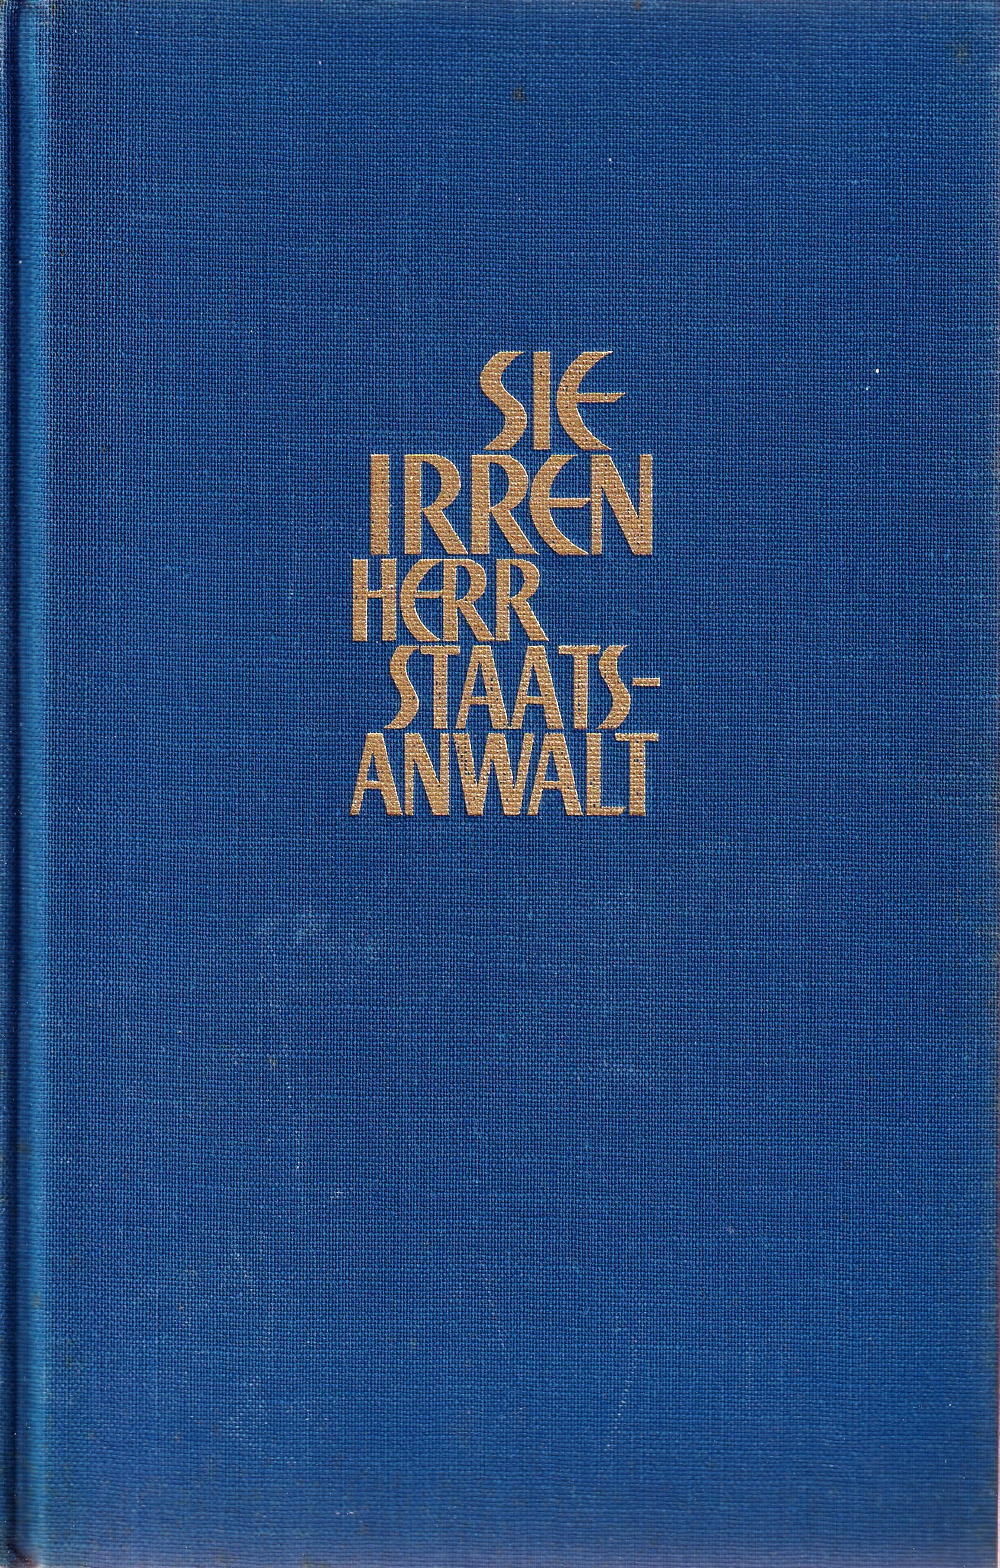 SIE
IRREN
HERR
STAATS-
ANWALT